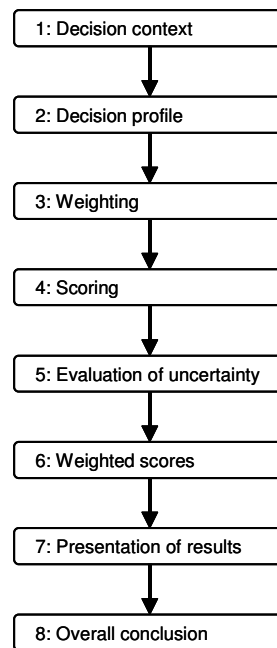 1: Decision context
2: Decision profile
3: Weighting
4: Scoring
5: Evaluation of uncertainty
6: Weighted scores
7: Presentation of results
8: Overall conclusion